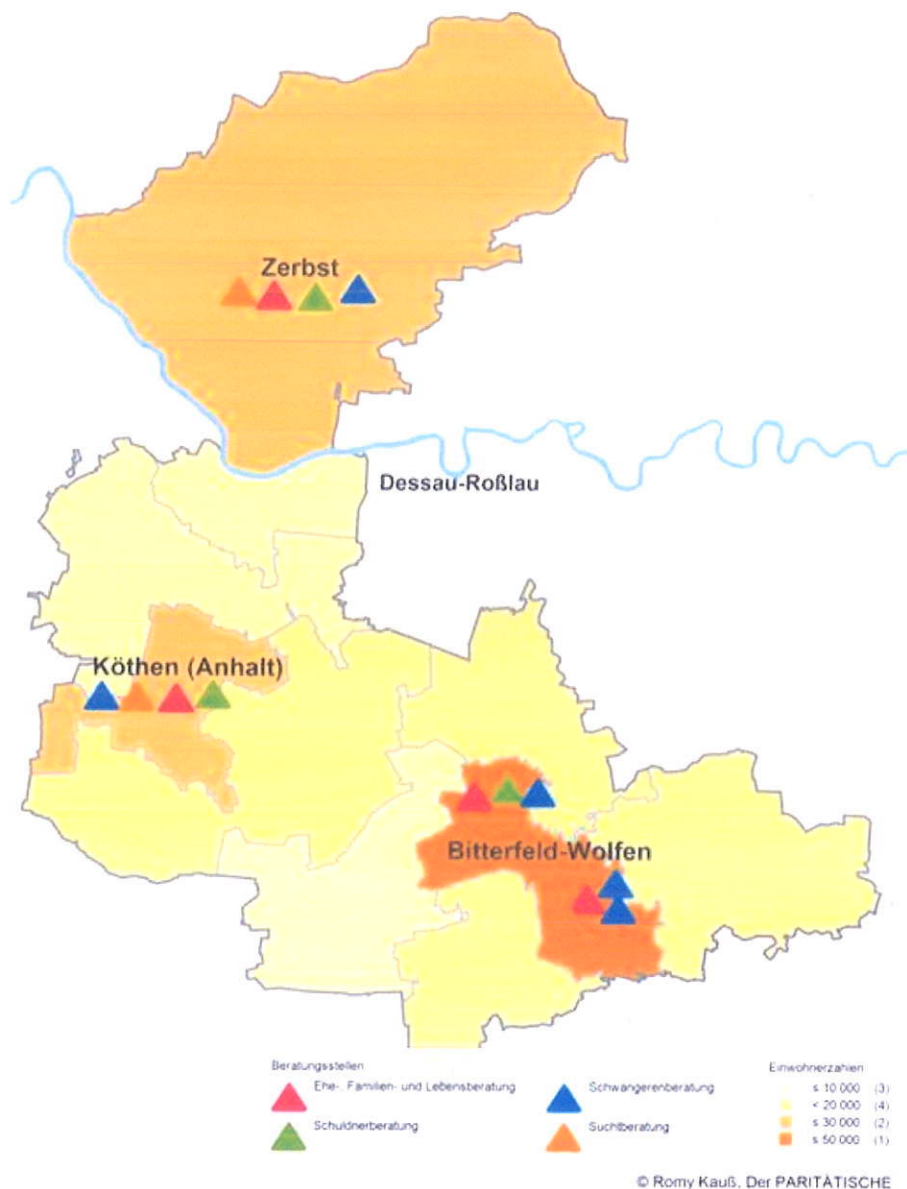 Zerbst
Dessau-Roßlau
Köthen (Anhalt)
Bitterfeld-Wolfen
Beratungsstellen
Ehe-, Familien- und Lebensberatung
Schuldnerberatung
Schwangerenberatung
Suchtberatung
Einwohnerzahlen
≤ 10 000 (3)
< 20 000 (4)
≤ 30 000 (2)
≤ 50 000 (1)
© Romy Kauß, Der PARITÄTISCHE